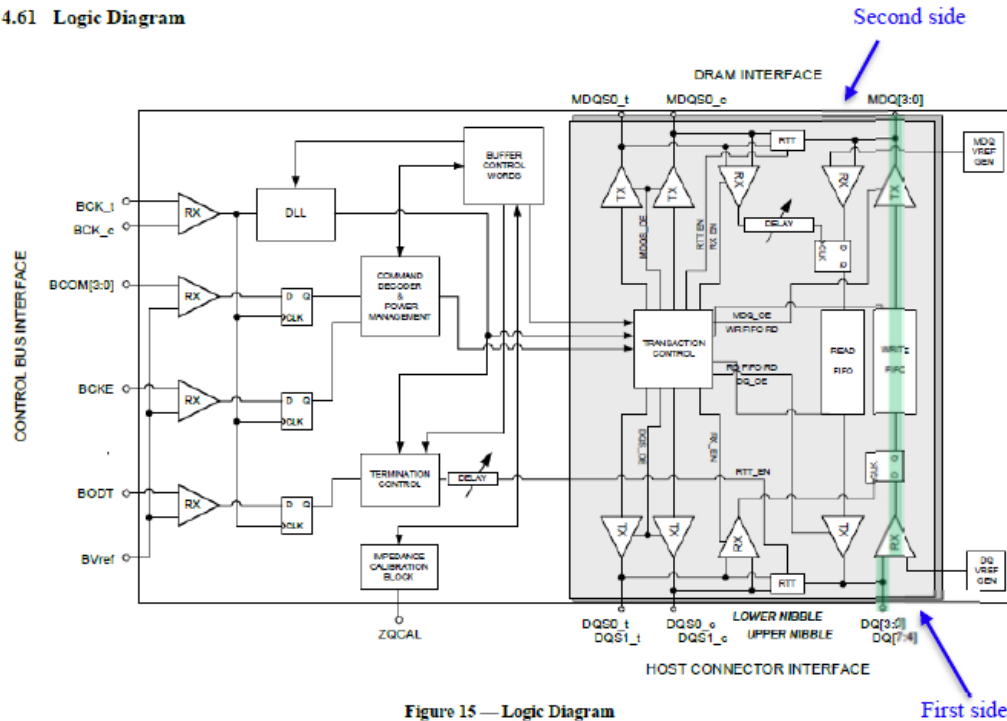 4.61 Logic Diagram
Second side
DRAM INTERFACE
MDQS0_t
MDQS0_c
MDQ[3:0]
BUFFER
CONTROL
WORDS
RTT
MDQ
VREF
GEN
BCK_t
BCK_c
RX
DLL
TX
TX
RX
RX
TX
MDQS_OE
RTT_EN
RX_EN
DELAY
CLK
D
Q
CONTROL BUS INTERFACE
BCOM[3:0]
RX
D Q
CLK
COMMAND
DECODER
&
POWER
MANAGEMENT
TRANSACTION
CONTROL
MDQ_OE
WR FIFO RD
RD FIFO RD
DQ_OE
READ
FIFO
WRITE
FIFO
BCKE
RX
D Q
CLK
DQS_OE
RX_EN
CLK
Q
D
BODT
RX
D Q
CLK
TERMINATION
CONTROL
DELAY
RTT_EN
TX
TX
RX
TX
RX
BVref
IMPEDANCE
CALIBRATION
BLOCK
RTT
DQ
VREF
GEN
ZQCAL
DQS0_t
DQS1_t
DQS0_c
DQS1_c
LOWER NIBBLE
UPPER NIBBLE
DQ[3:0]
DQ[7:4]
HOST CONNECTOR INTERFACE
Figure 15 — Logic Diagram
First side